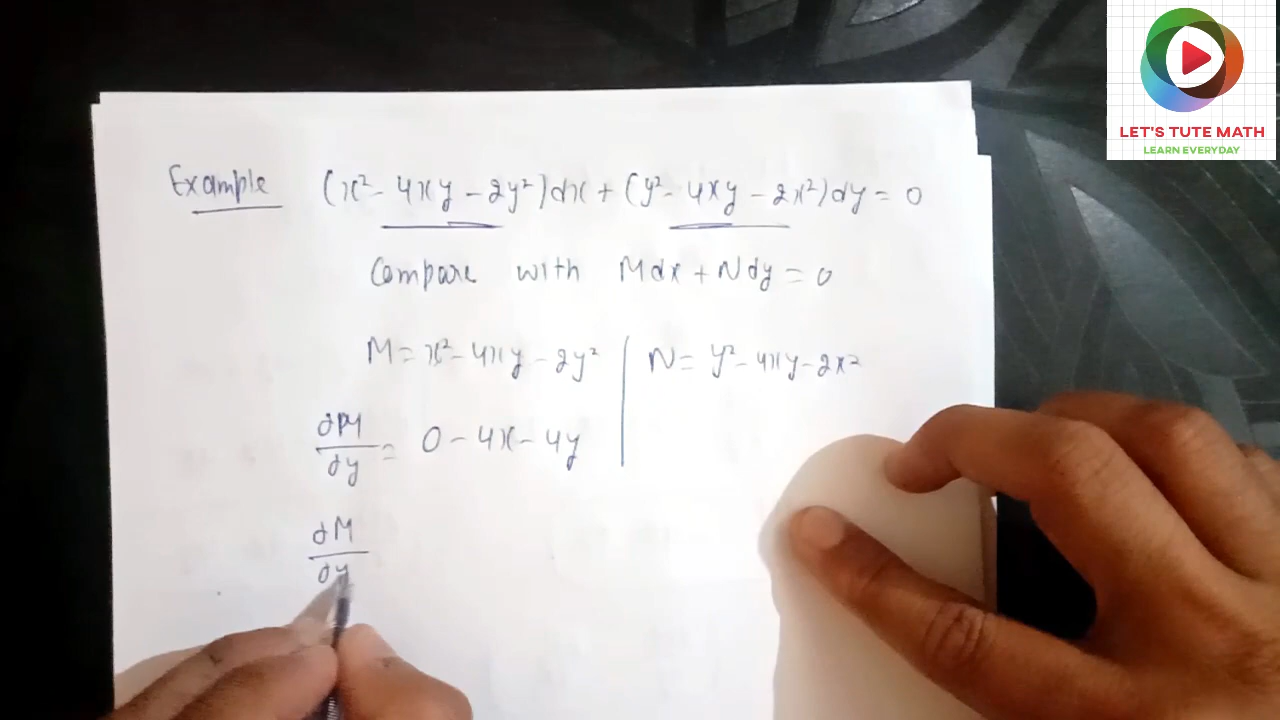 LET'S TUTE MATH
LEARN EVERYDAY
Example (x² - 4xy - 2y²)dx + (y² - 4xy - 2x²)dy = 0
Compare with Mdx + Ndy = 0
M = x² - 4xy - 2y² | N = y² - 4xy - 2x²
∂M/∂y = 0 - 4x - 4y
∂M/∂y